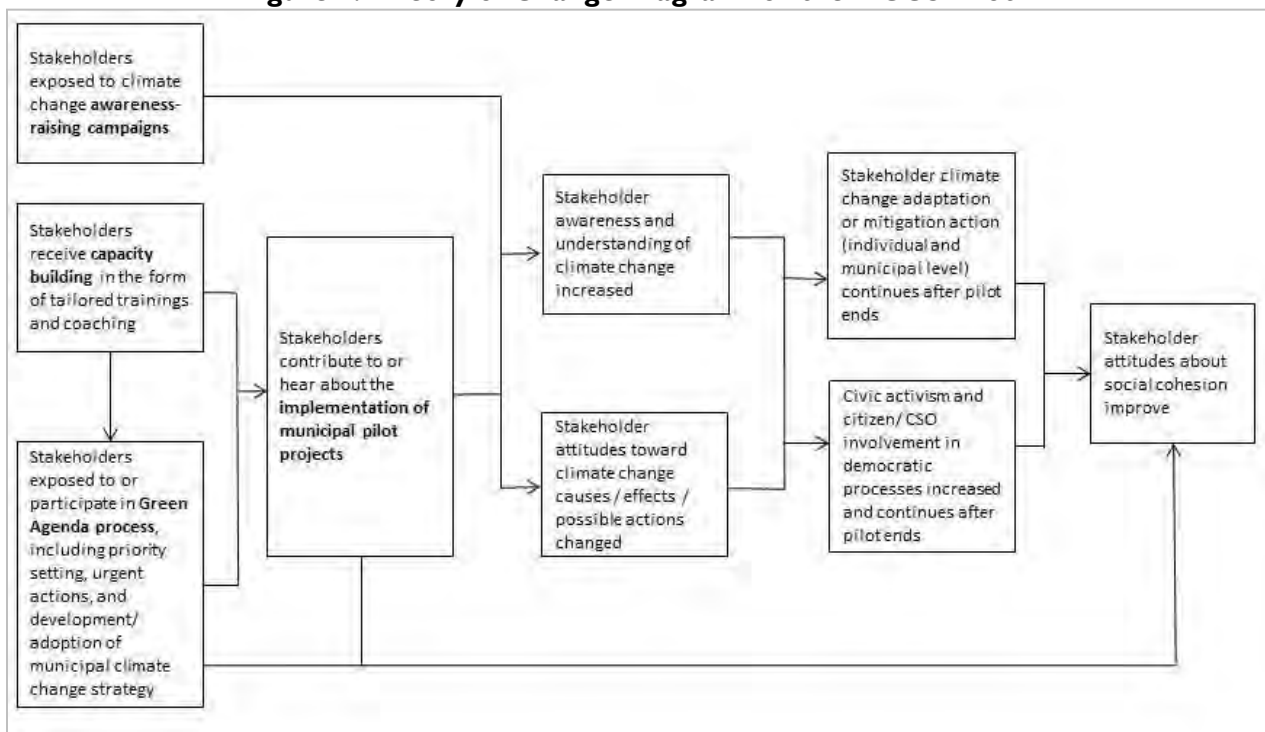 Stakeholders
exposed to climate
change awareness-
raising campaigns
Stakeholders
receive capacity
building in the form
of tailored trainings
and coaching
Stakeholders
exposed to or
participate in Green
Agenda process,
including priority
setting, urgent
actions, and
development/
adoption of
municipal climate
change strategy
Stakeholders
contribute to or
hear about the
implementation of
municipal pilot
projects
Stakeholder
awareness and
understanding of
climate change
increased
Stakeholder
attitudes toward
climate change
causes / effects /
possible actions
changed
Stakeholder climate
change adaptation
or mitigation action
(individual and
municipal level)
continues after pilot
ends
Civic activism and
citizen/ CSO
involvement in
democratic
processes increased
and continues after
pilot ends
Stakeholder
attitudes about
social cohesion
improve